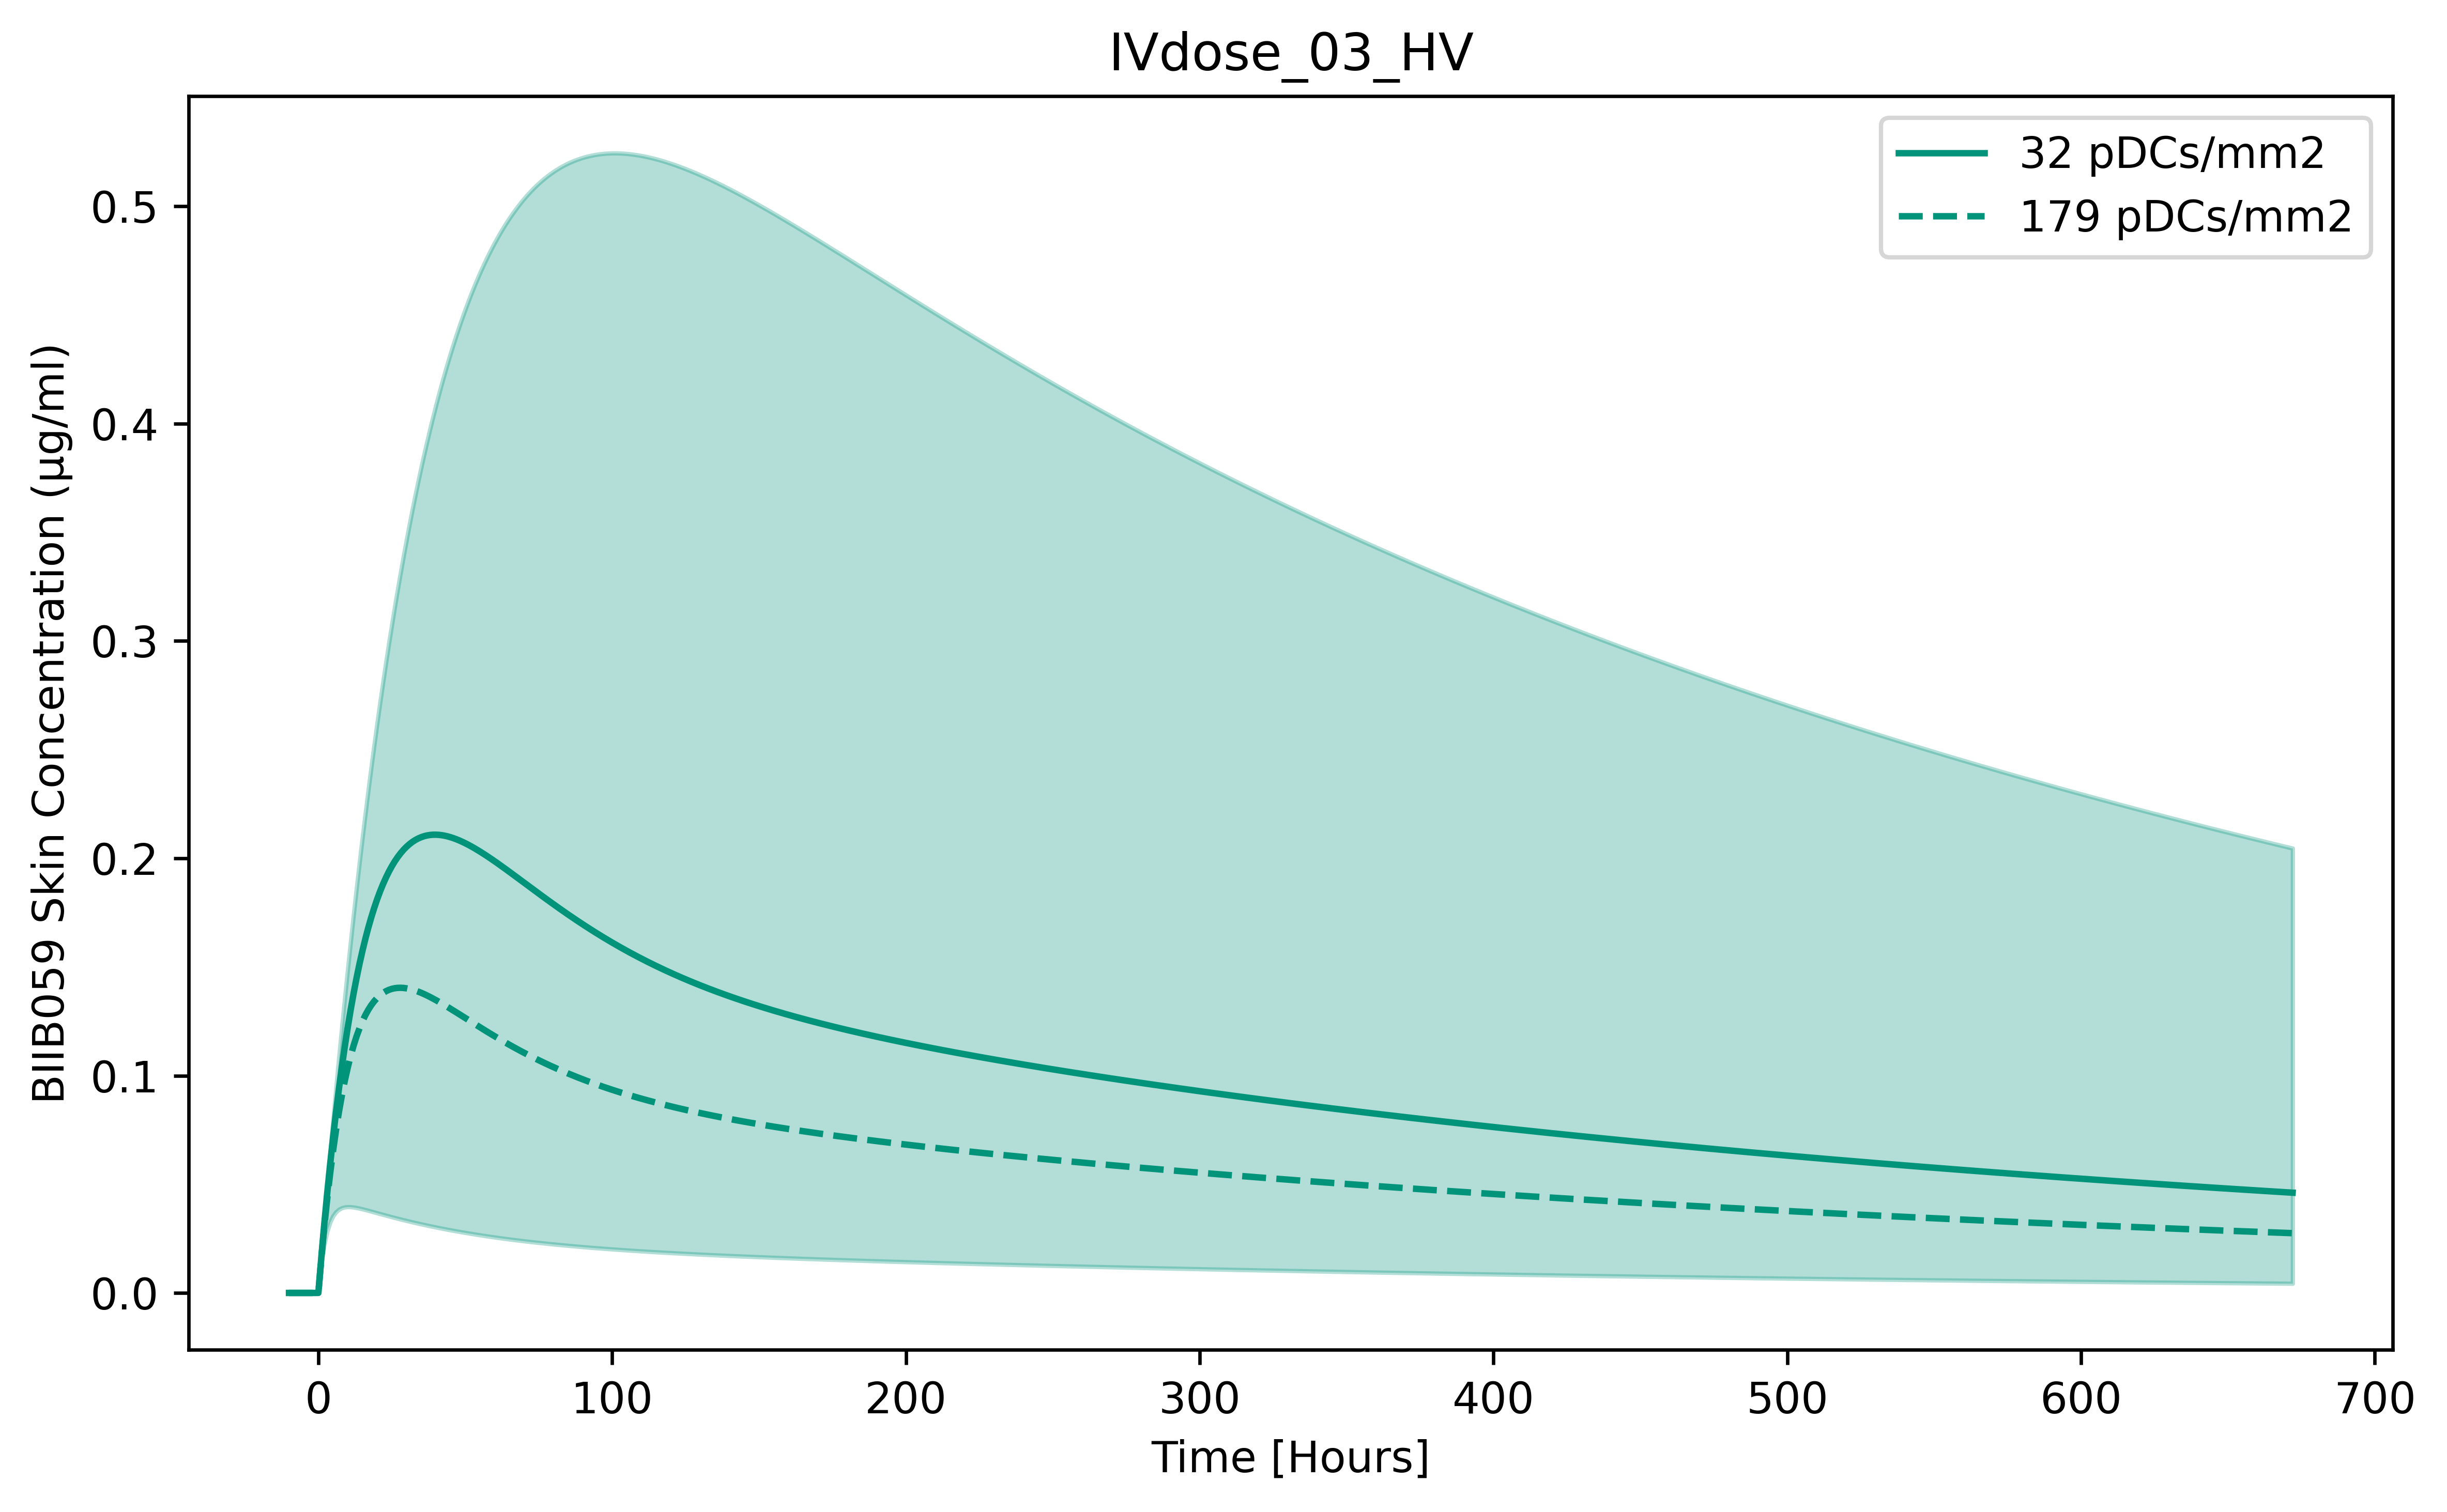 IVdose_03_HV
32 pDCs/mm2
179 pDCs/mm2
BIIB059 Skin Concentration (µg/ml)
0.5
0.4
0.3
0.2
0.1
0.0
0 100 200 300 400 500 600 700
Time [Hours]